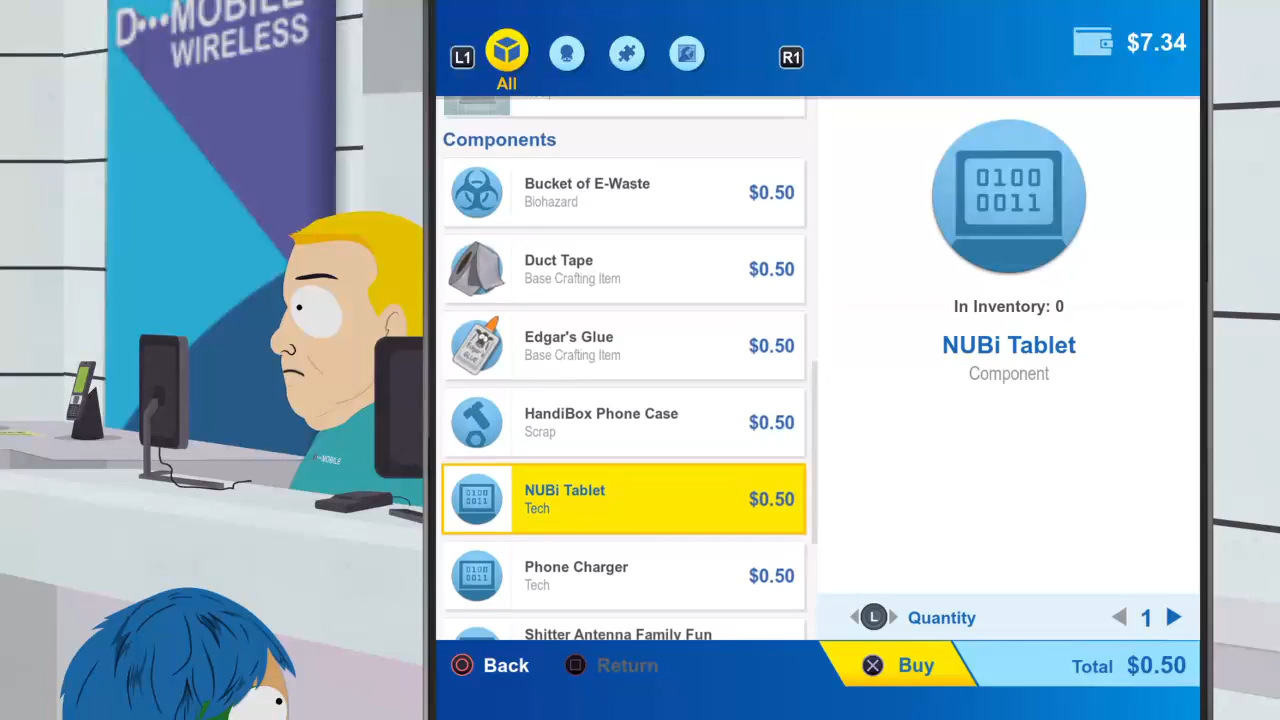 D···MOBILE
WIRELESS
L1
All
R1
$7.34
Components
Bucket of E-Waste
Biohazard
$0.50
Duct Tape
Base Crafting Item
$0.50
Edgar's Glue
Base Crafting Item
$0.50
HandiBox Phone Case
Scrap
$0.50
NUBi Tablet
Tech
$0.50
Phone Charger
Tech
$0.50
Shitter Antenna Family Fun
0100
0011
In Inventory: 0
NUBi Tablet
Component
L Quantity 1
Back
Return
Buy
Total $0.50
D···MOBILE